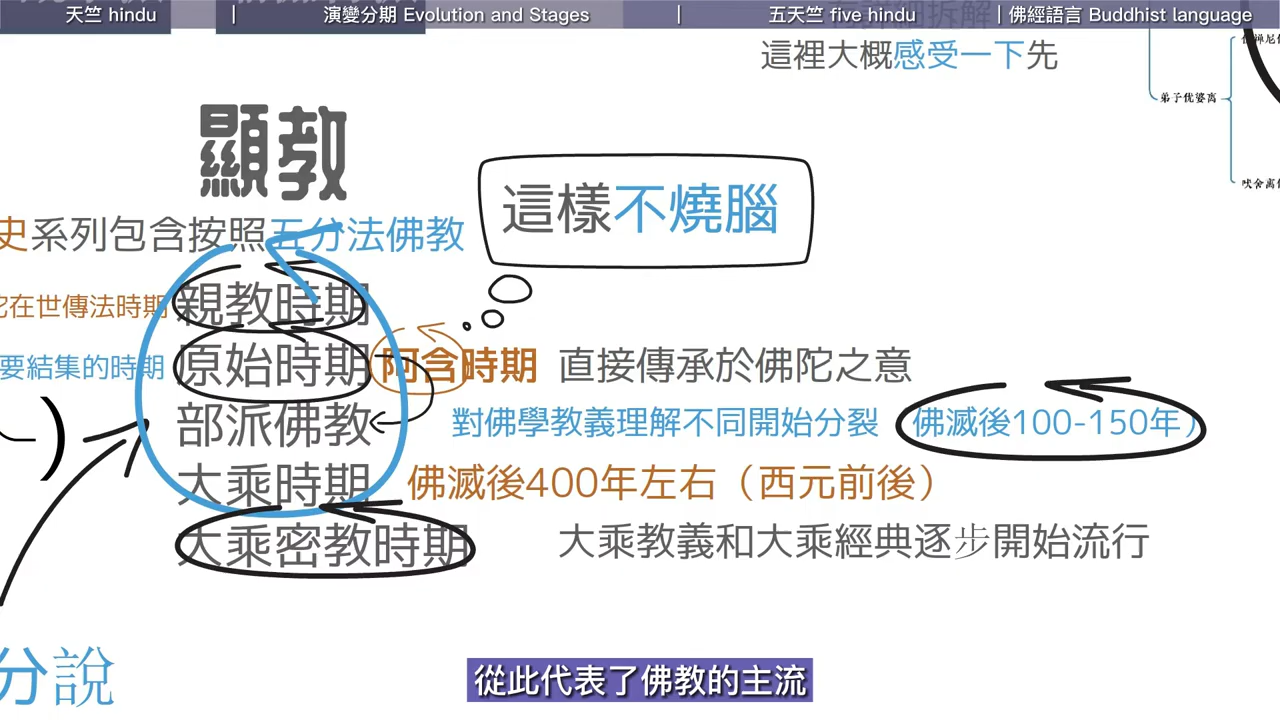 天竺 hindu | 演變分期 Evolution and Stages | 五天竺 five hindu | 佛經語言 Buddhist language
這裡大概感受一下先
弟子优婆离
顯教
這樣不燒腦
史系列包含按照五分法佛教
在世傳法時期 親教時期
要結集的時期 原始時期 阿含時期 直接傳承於佛陀之意
部派佛教 對佛學教義理解不同開始分裂 佛滅後100-150年）
大乘時期 佛滅後400年左右（西元前後）
大乘密教時期 大乘教義和大乘經典逐步開始流行
分說
從此代表了佛教的主流